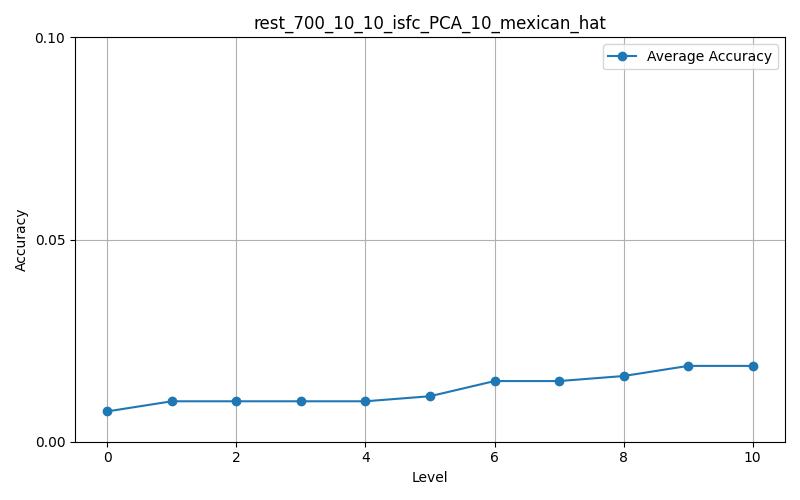 rest_700_10_10_isfc_PCA_10_mexican_hat
Average Accuracy
0.10
0.05
0.00
Accuracy
0 2 4 6 8 10
Level